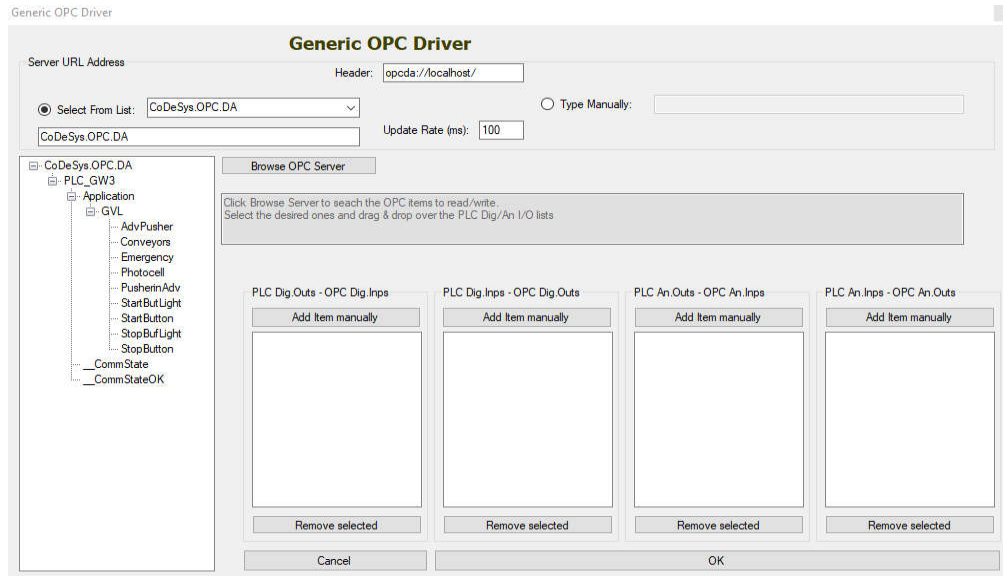 Generic OPC Driver
Generic OPC Driver
Server URL Address
Header: opcda://localhost/
Select From List: CoDeSys.OPC.DA Type Manually:
CoDeSys.OPC.DA Update Rate (ms): 100
CoDeSys.OPC.DA
PLC_GW3
Application
GVL
AdvPusher
Conveyors
Emergency
Photocell
PusherinAdv
StartButLight
StartButton
StopBufLight
StopButton
__CommState
__CommStateOK
Browse OPC Server
Click Browse Server to seach the OPC items to read/write.
Select the desired ones and drag & drop over the PLC Dig/An I/O lists
PLC Dig.Outs - OPC Dig.Inps
Add Item manually
Remove selected
PLC Dig.Inps - OPC Dig.Outs
Add Item manually
Remove selected
PLC An.Outs - OPC An.Inps
Add Item manually
Remove selected
PLC An.Inps - OPC An.Outs
Add Item manually
Remove selected
Cancel
OK